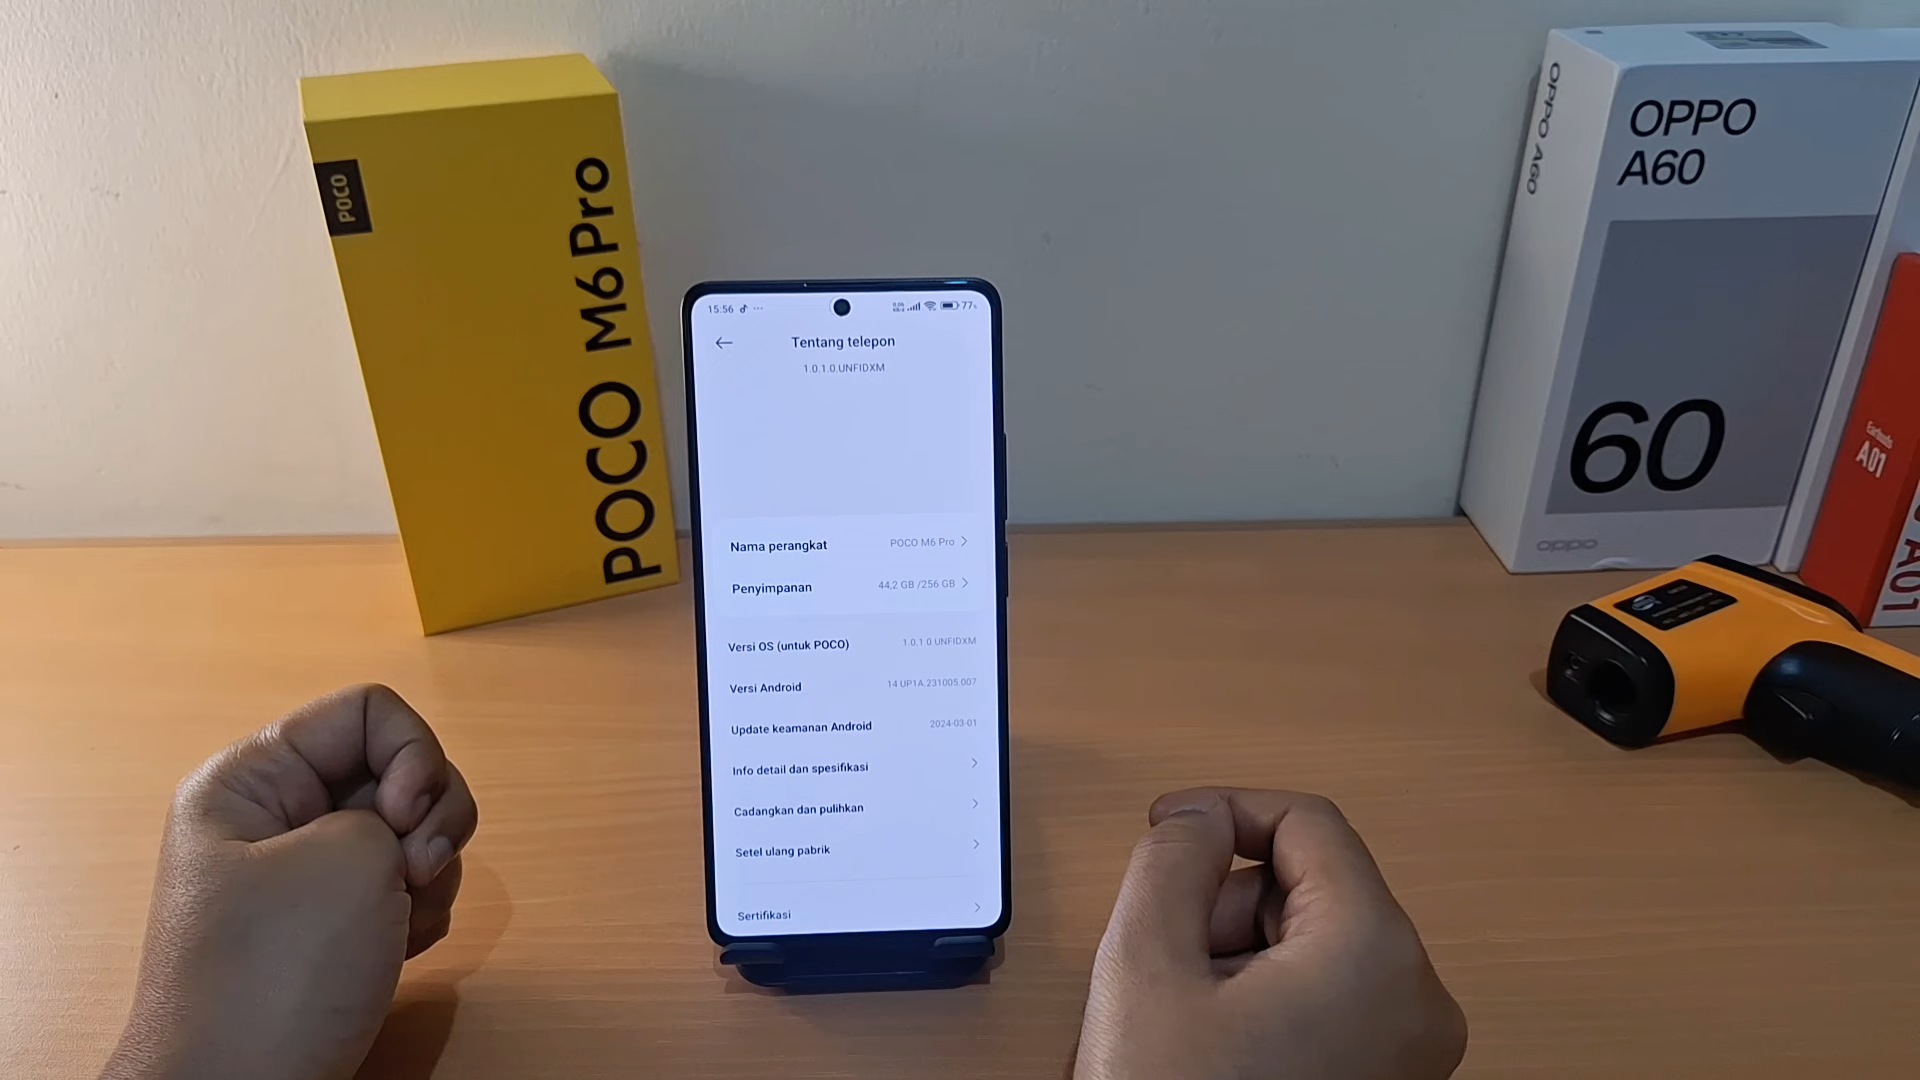 POCO
POCO M6 Pro
15:56
77
Tentang telepon
1.0.1.0.UNFIDXM
Nama perangkat
POCO M6 Pro
Penyimpanan
44,2 GB /256 GB
Versi OS (untuk POCO)
1.0.1.0.UNFIDXM
Versi Android
14 UP1A.231005.007
Update keamanan Android
2024-03-01
Info detail dan spesifikasi
Cadangkan dan pulihkan
Setel ulang pabrik
Sertifikasi
OPPO A60
OPPO
A60
60
oppo
Earbuds
A01
A01